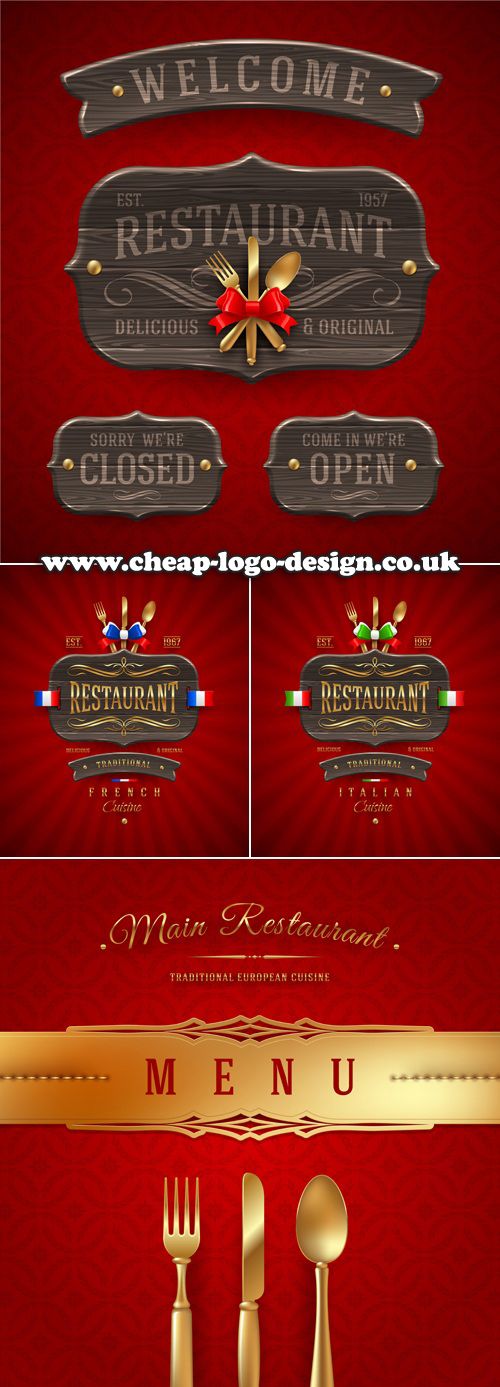 WELCOME
EST. 1957
RESTAURANT
DELICIOUS & ORIGINAL
SORRY WE'RE
CLOSED
COME IN WE'RE
OPEN
www.cheap-logo-design.co.uk
EST. 1967
RESTAURANT
DELICIOUS & ORIGINAL
TRADITIONAL
FRENCH
Cuisine
EST. 1967
RESTAURANT
DELICIOUS & ORIGINAL
TRADITIONAL
ITALIAN
Cuisine
Main Restaurant
TRADITIONAL EUROPEAN CUISINE
MENU